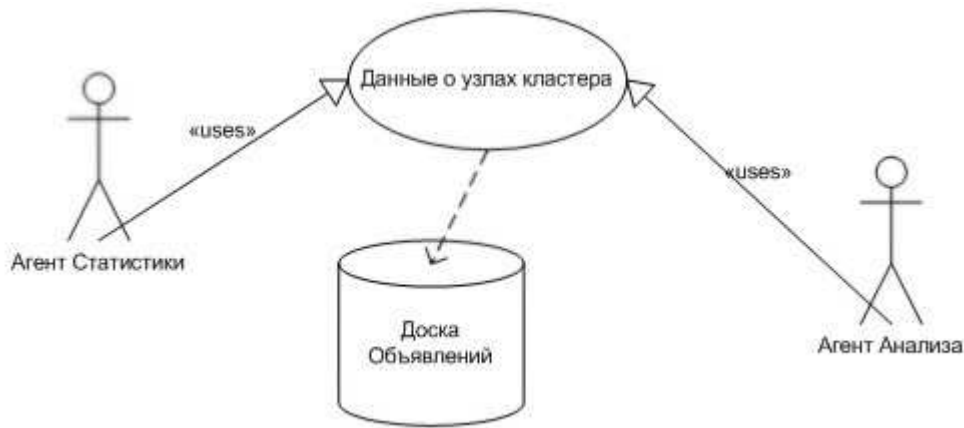 Данные о узлах кластера
«uses»
«uses»
Агент Статистики
Доска
Объявлений
Агент Анализа